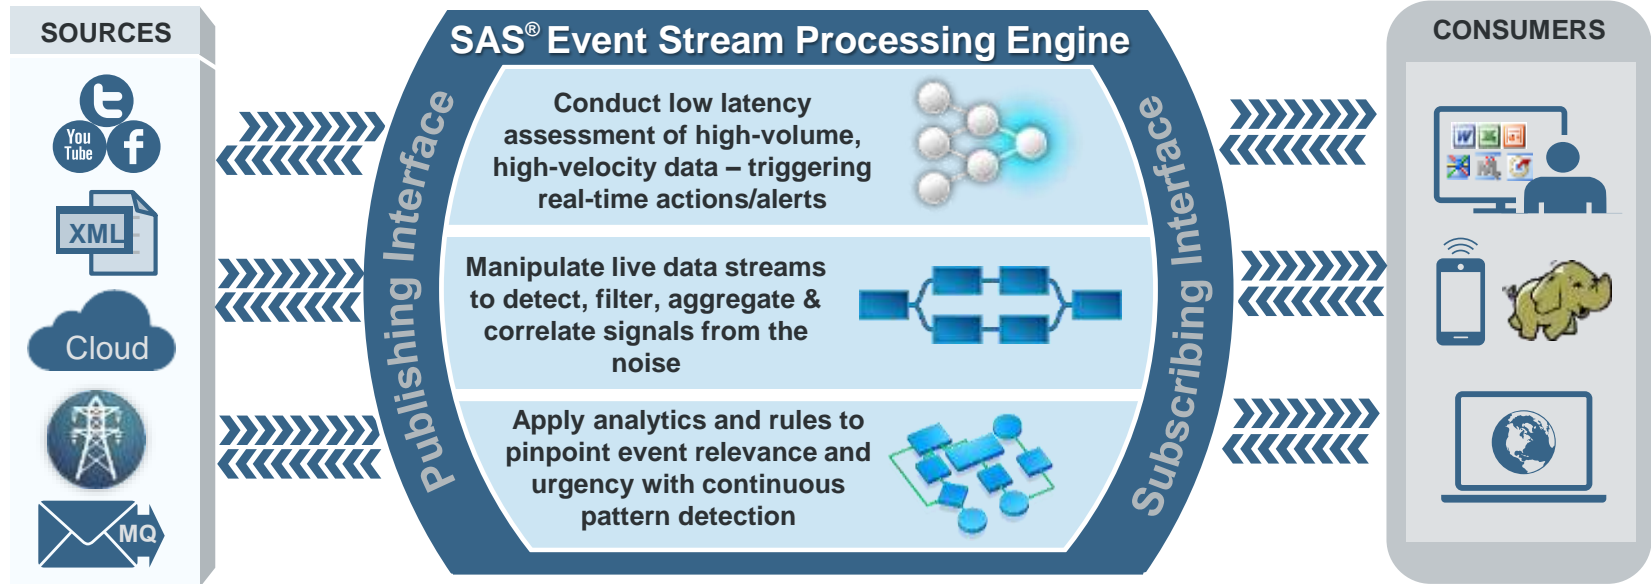 SOURCES
You
Tube
XML
Cloud
MQ
SAS® Event Stream Processing Engine
Publishing Interface
Conduct low latency
assessment of high-volume,
high-velocity data – triggering
real-time actions/alerts
Manipulate live data streams
to detect, filter, aggregate &
correlate signals from the
noise
Apply analytics and rules to
pinpoint event relevance and
urgency with continuous
pattern detection
Subscribing Interface
CONSUMERS